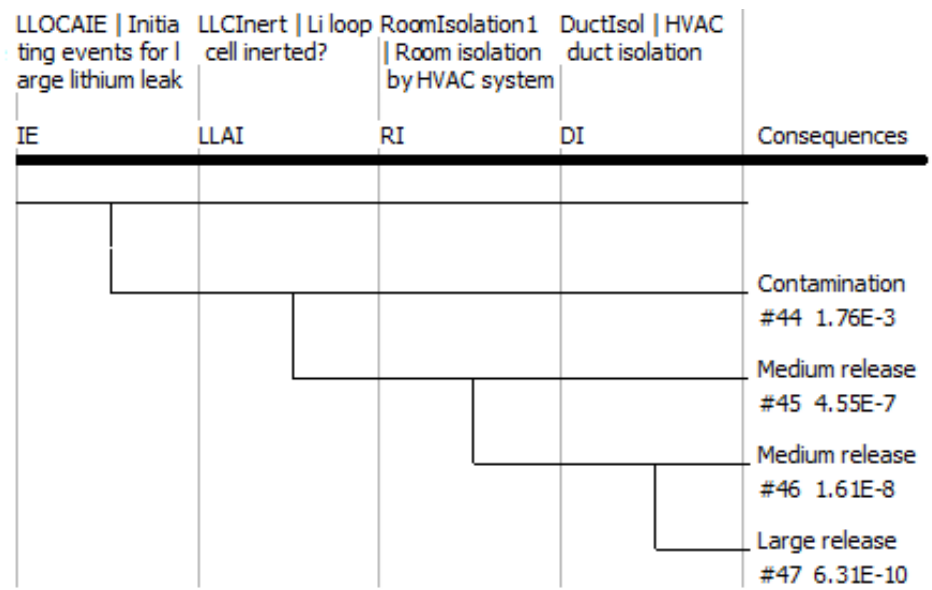 LLOCAIE | Initia
ting events for l
arge lithium leak
LLCInert | Li loop
cell inerted?
RoomIsolation1
| Room isolation
by HVAC system
DuctIsol | HVAC
duct isolation
IE
LLAI
RI
DI
Consequences
Contamination
#44 1.76E-3
Medium release
#45 4.55E-7
Medium release
#46 1.61E-8
Large release
#47 6.31E-10